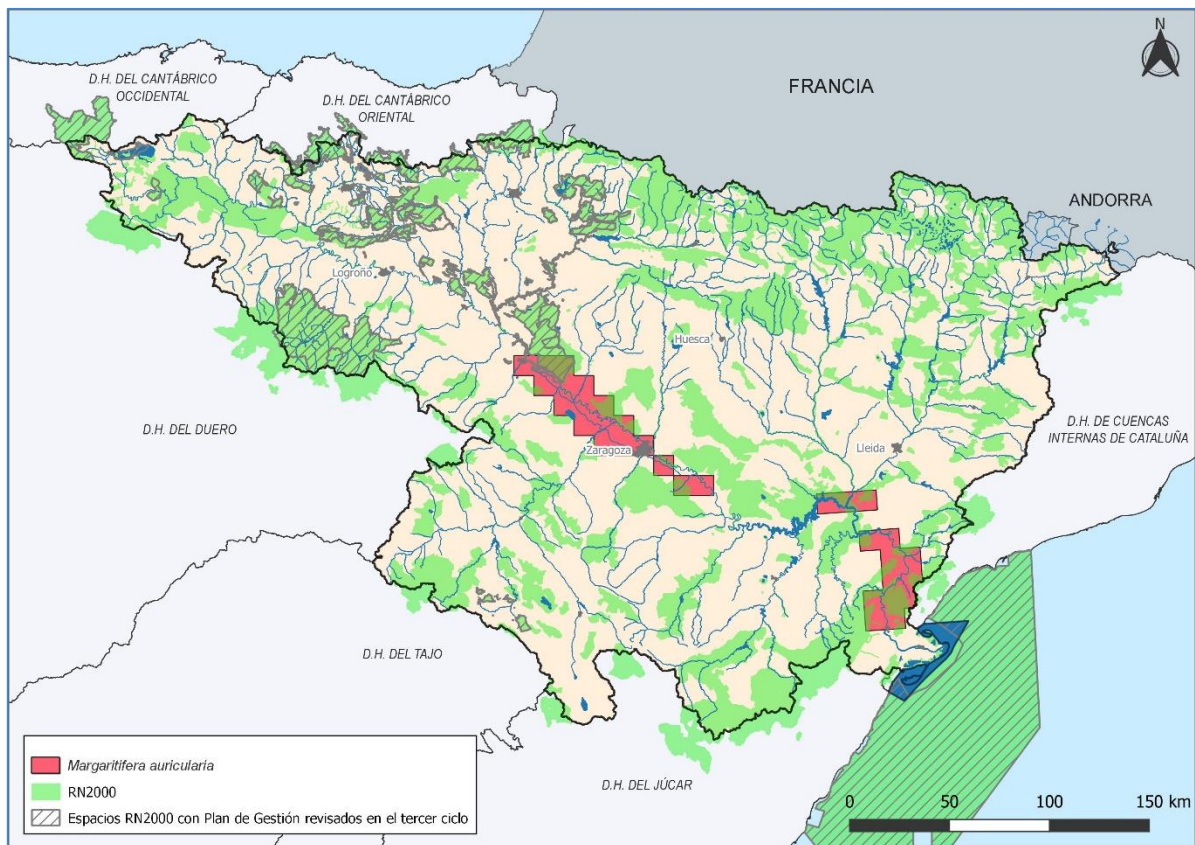 N
D.H. DEL CANTÁBRICO
OCCIDENTAL
D.H. DEL CANTÁBRICO
ORIENTAL
FRANCIA
ANDORRA
Logroño
Huesca
D.H. DE CUENCAS
INTERNAS DE CATALUÑA
D.H. DEL DUERO
Zaragoza
Lleida
D.H. DEL TAJO
D.H. DEL JÚCAR
Margaritifera auricularia
RN2000
Espacios RN2000 con Plan de Gestión revisados en el tercer ciclo
0 50 100 150 km